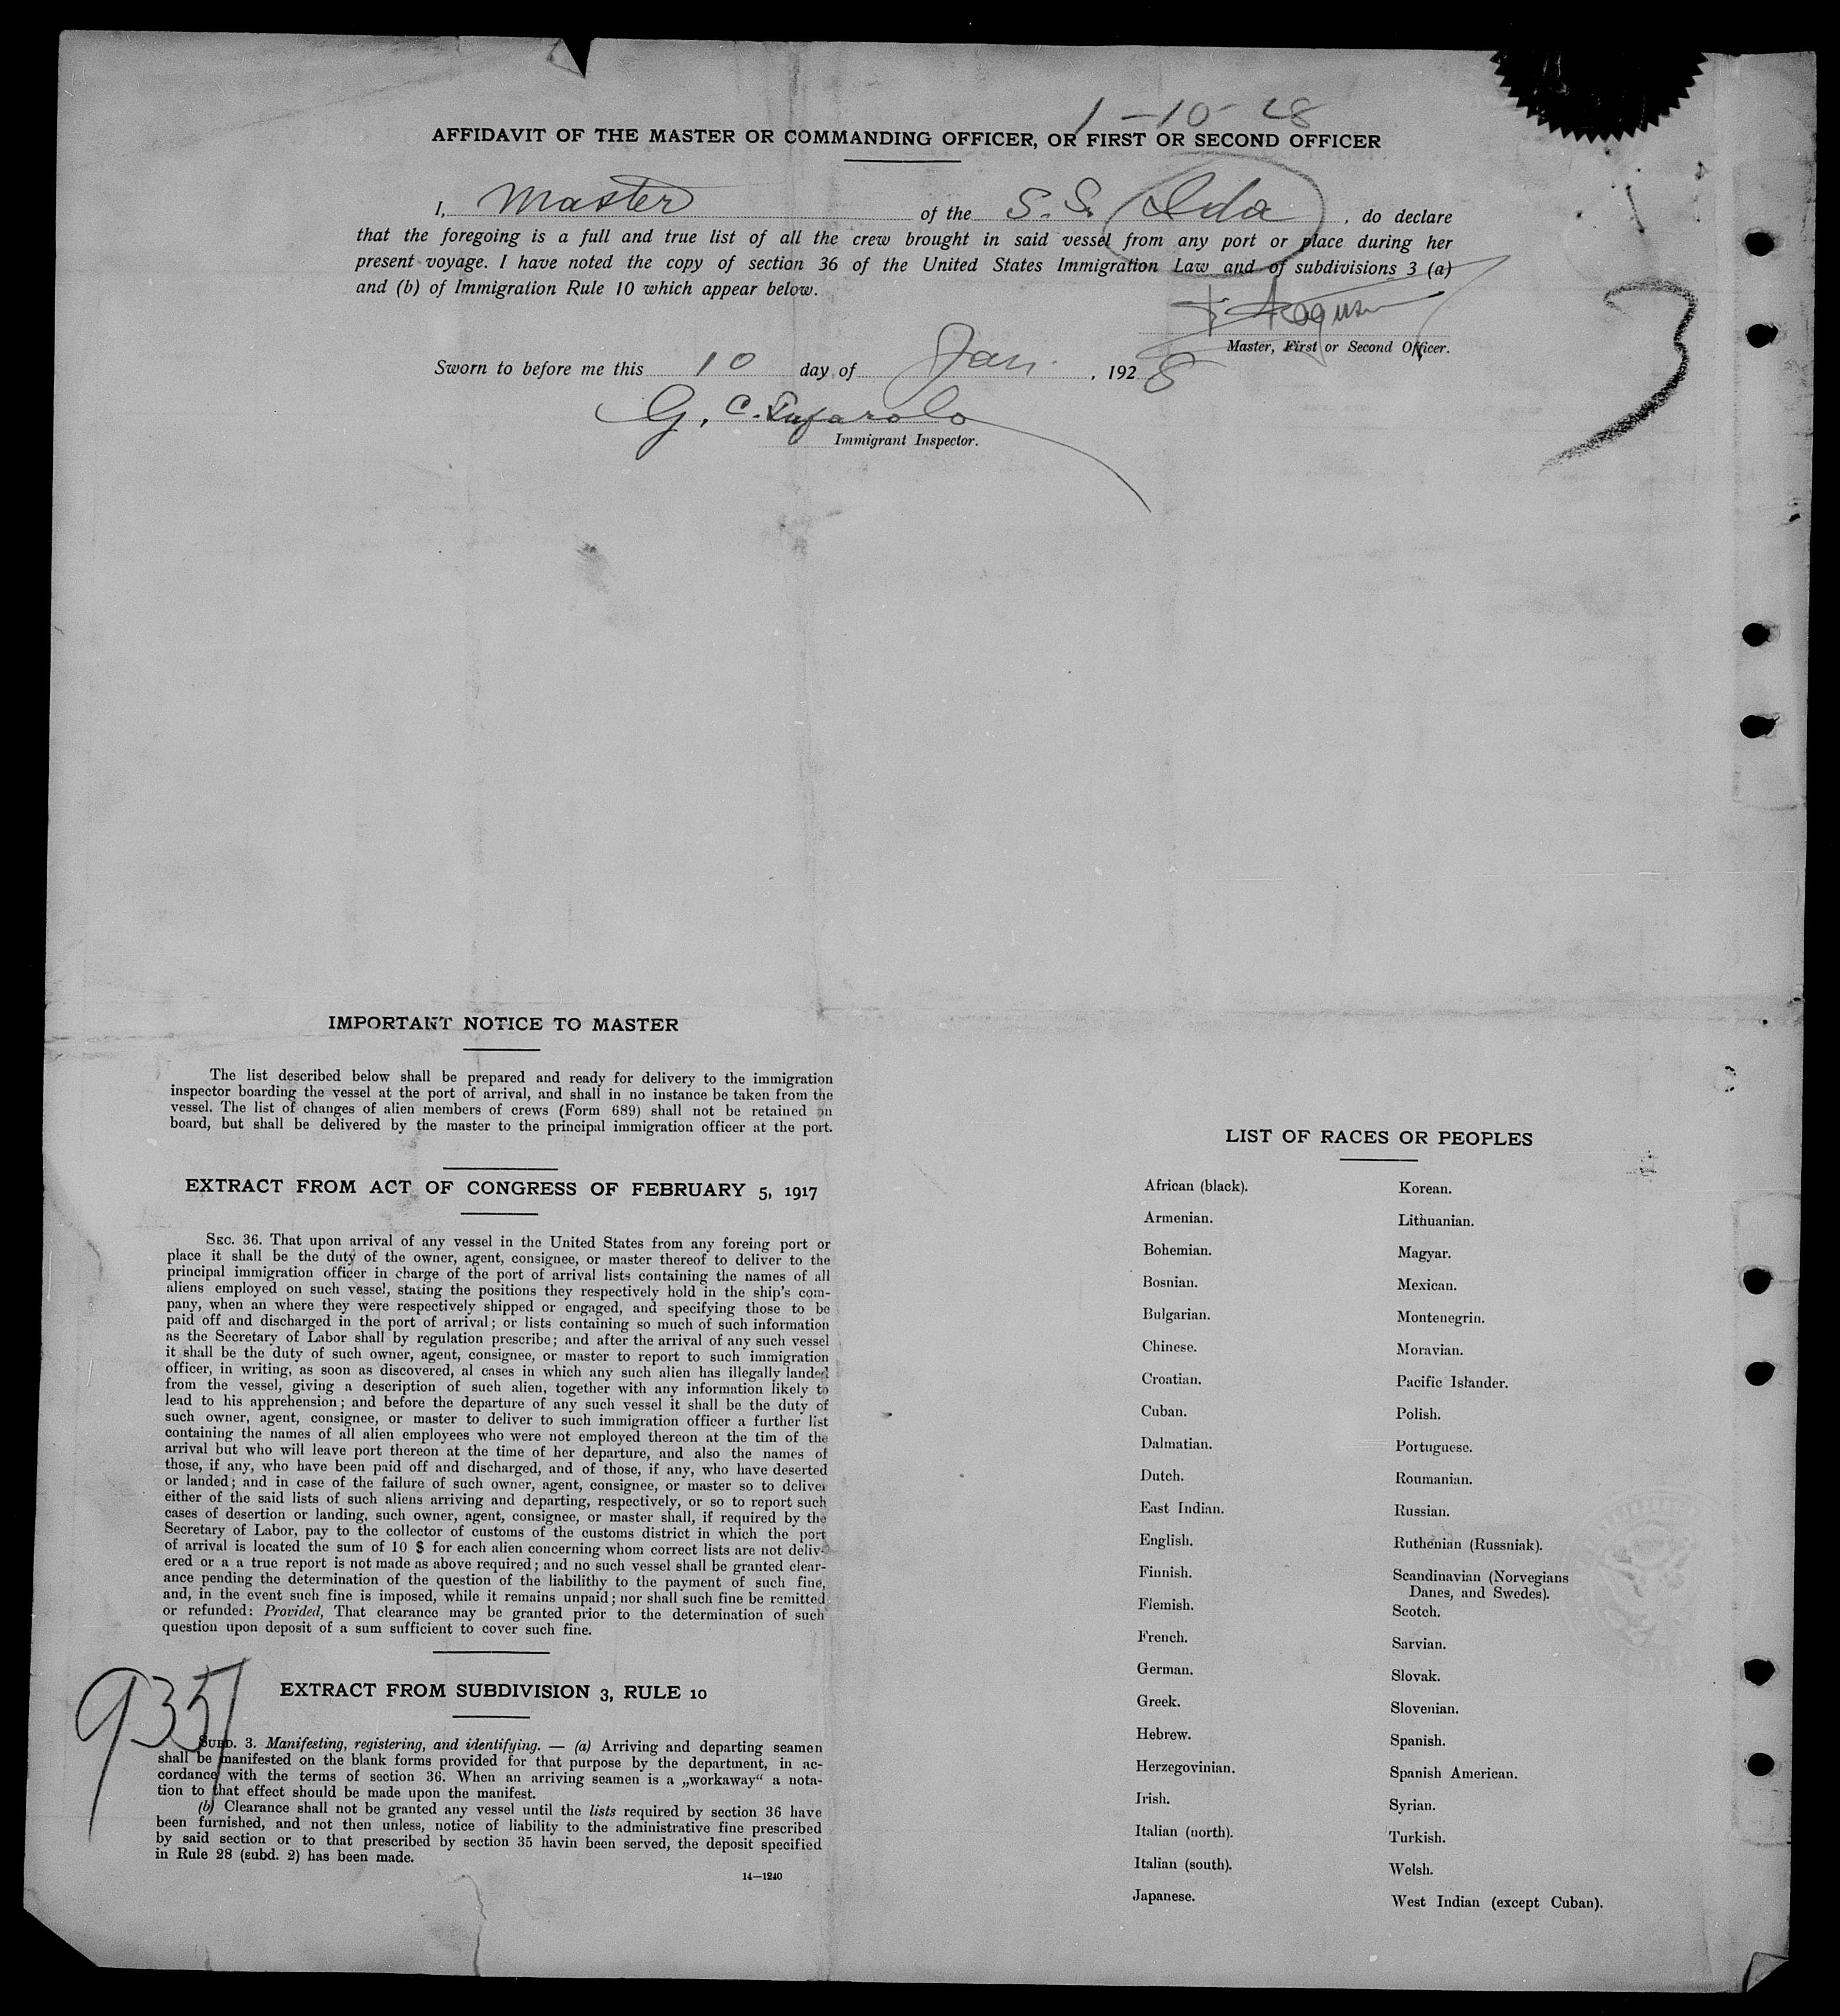 1-10-28
AFFIDAVIT OF THE MASTER OR COMMANDING OFFICER, OR FIRST OR SECOND OFFICER
I, Master of the S.S. Ida, do declare
that the foregoing is a full and true list of all the crew brought in said vessel from any port or place during her
present voyage. I have noted the copy of section 36 of the United States Immigration Law and of subdivisions 3 (a)
and (b) of Immigration Rule 10 which appear below.
Master, First or Second Officer.
3
Sworn to before me this 10 day of Jan. , 1928
G. C.
Immigrant Inspector.
IMPORTANT NOTICE TO MASTER
The list described below shall be prepared and ready for delivery to the immigration
inspector boarding the vessel at the port of arrival, and shall in no instance be taken from the
vessel. The list of changes of alien members of crews (Form 689) shall not be retained on
board, but shall be delivered by the master to the principal immigration officer at the port.
EXTRACT FROM ACT OF CONGRESS OF FEBRUARY 5, 1917
SEC. 36. That upon arrival of any vessel in the United States from any foreing port or
place it shall be the duty of the owner, agent, consignee, or master thereof to deliver to the
principal immigration officer in charge of the port of arrival lists containing the names of all
aliens employed on such vessel, stating the positions they respectively hold in the ship's com-
pany, when an where they were respectively shipped or engaged, and specifying those to be
paid off and discharged in the port of arrival; or lists containing so much of such information
as the Secretary of Labor shall by regulation prescribe; and after the arrival of any such vessel
it shall be the duty of such owner, agent, consignee, or master to report to such immigration
officer, in writing, as soon as discovered, al cases in which any such alien has illegally landed
from the vessel, giving a description of such alien, together with any information likely to
lead to his apprehension; and before the departure of any such vessel it shall be the duty of
such owner, agent, consignee, or master to deliver to such immigration officer a further list
containing the names of all alien employees who were not employed thereon at the tim of the
arrival but who will leave port thereon at the time of her departure, and also the names of
those, if any, who have been paid off and discharged, and of those, if any, who have deserted
or landed; and in case of the failure of such owner, agent, consignee, or master so to deliver
either of the said lists of such aliens arriving and departing, respectively, or so to report such
cases of desertion or landing, such owner, agent, consignee, or master shall, if required by the
Secretary of Labor, pay to the collector of customs of the customs district in which the port
of arrival is located the sum of 10 $ for each alien concerning whom correct lists are not deliv-
ered or a a true report is not made as above required; and no such vessel shall be granted clear-
ance pending the determination of the question of the liabilithy to the payment of such fine,
and, in the event such fine is imposed, while it remains unpaid; nor shall such fine be remitted
or refunded: Provided, That clearance may be granted prior to the determination of such
question upon deposit of a sum sufficient to cover such fine.
935
EXTRACT FROM SUBDIVISION 3, RULE 10
SUBD. 3. Manifesting, registering, and identifying. — (a) Arriving and departing seamen
shall be manifested on the blank forms provided for that purpose by the department, in ac-
cordance with the terms of section 36. When an arriving seamen is a „workaway“ a nota-
tion to that effect should be made upon the manifest.
(b) Clearance shall not be granted any vessel until the lists required by section 36 have
been furnished, and not then unless, notice of liability to the administrative fine prescribed
by said section or to that prescribed by section 35 havin been served, the deposit specified
in Rule 28 (subd. 2) has been made.
14—1240
LIST OF RACES OR PEOPLES
African (black).
Armenian.
Bohemian.
Bosnian.
Bulgarian.
Chinese.
Croatian.
Cuban.
Dalmatian.
Dutch.
East Indian.
English.
Finnish.
Flemish.
French.
German.
Greek.
Hebrew.
Herzegovinian.
Irish.
Italian (north).
Italian (south).
Japanese.
Korean.
Lithuanian.
Magyar.
Mexican.
Montenegrin.
Moravian.
Pacific Islander.
Polish.
Portuguese.
Roumanian.
Russian.
Ruthenian (Russniak).
Scandinavian (Norvegians
Danes, and Swedes).
Scotch.
Sarvian.
Slovak.
Slovenian.
Spanish.
Spanish American.
Syrian.
Turkish.
Welsh.
West Indian (except Cuban).